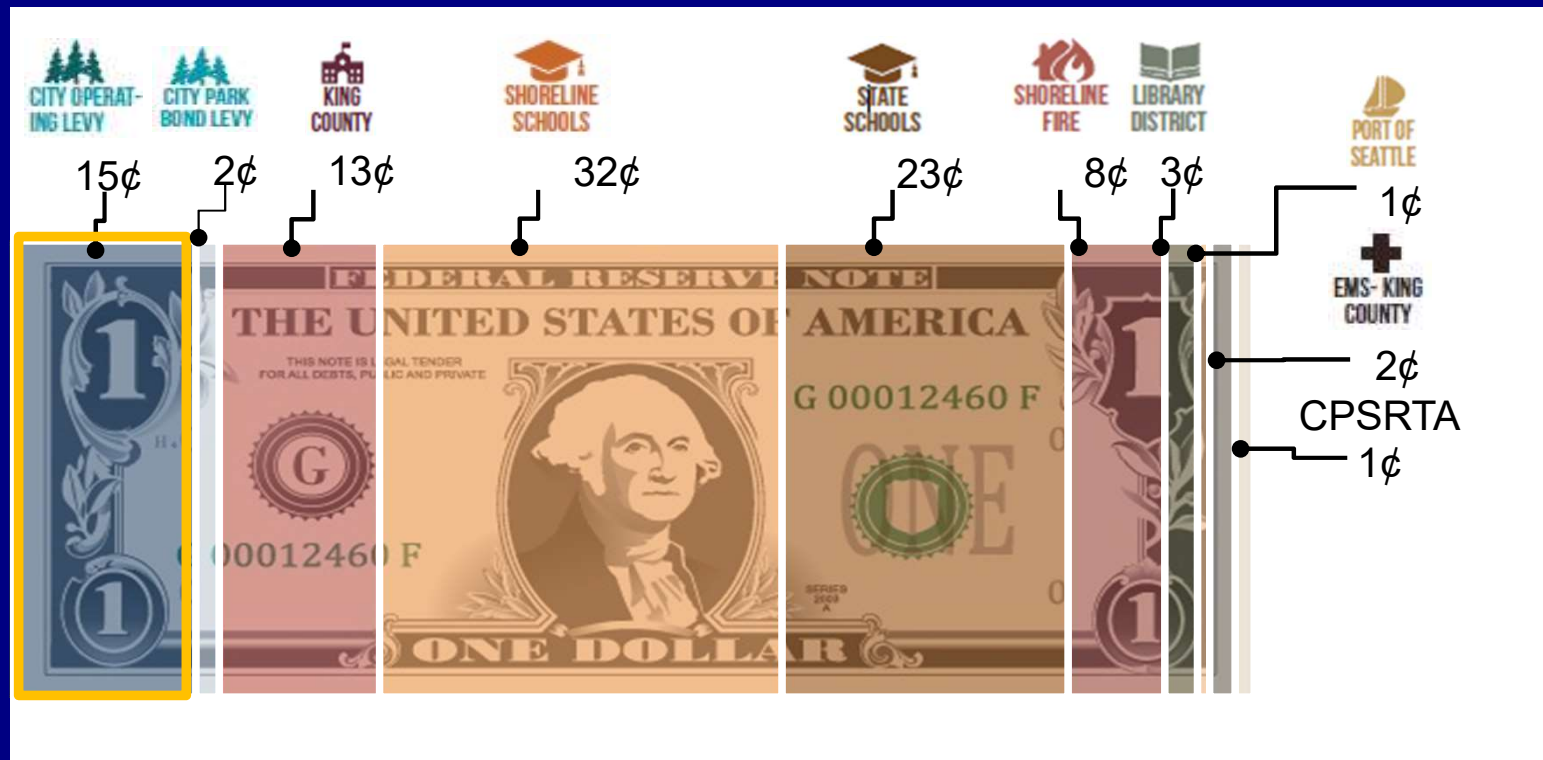 CITY OPERAT-
ING LEVY
15¢
CITY PARK
BOND LEVY
2¢
KING
COUNTY
13¢
SHORELINE
SCHOOLS
32¢
STATE
SCHOOLS
23¢
SHORELINE
FIRE
8¢
LIBRARY
DISTRICT
3¢
PORT OF
SEATTLE
1¢
EMS- KING
COUNTY
2¢
CPSRTA
1¢
FEDERAL RESERVE NOTE
THE UNITED STATES OF AMERICA
THIS NOTE IS LEGAL TENDER
FOR ALL DEBTS, PUBLIC AND PRIVATE
G 00012460 F
1
1
G
ONE
00012460 F
SERIES
2009
A
1
1
ONE DOLLAR